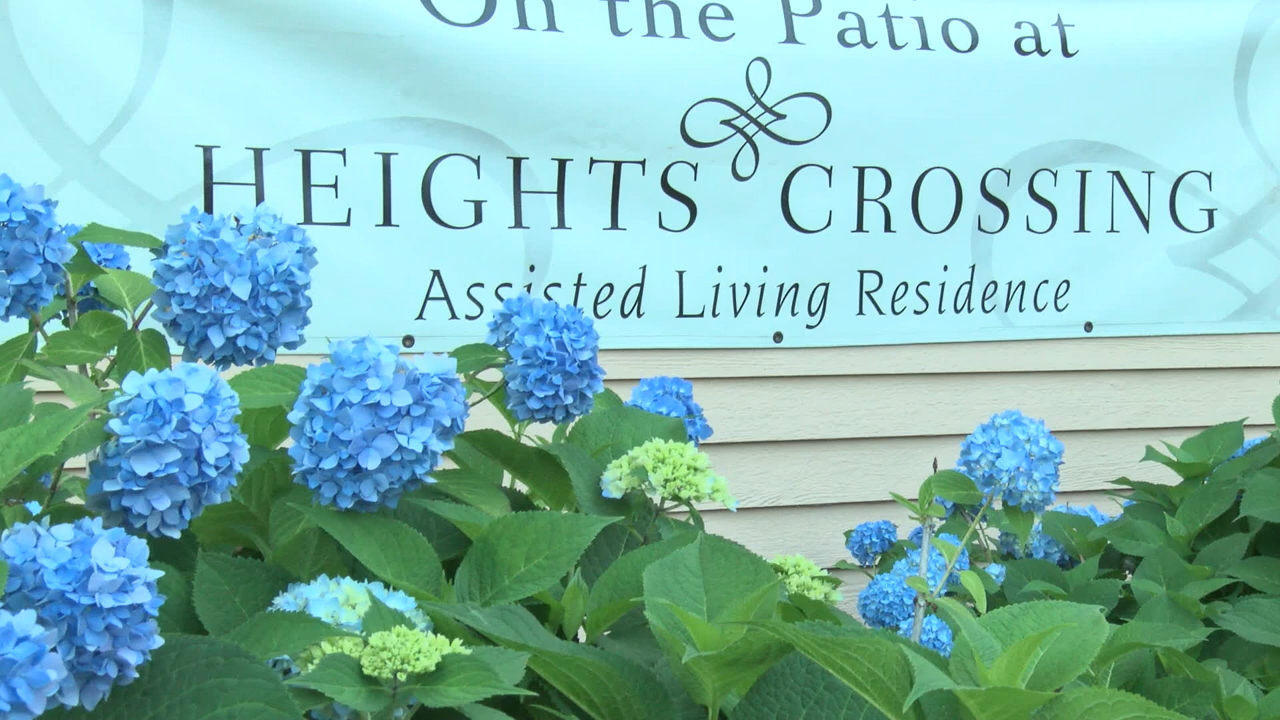 On the Patio at
HEIGHTS CROSSING
Assisted Living Residence